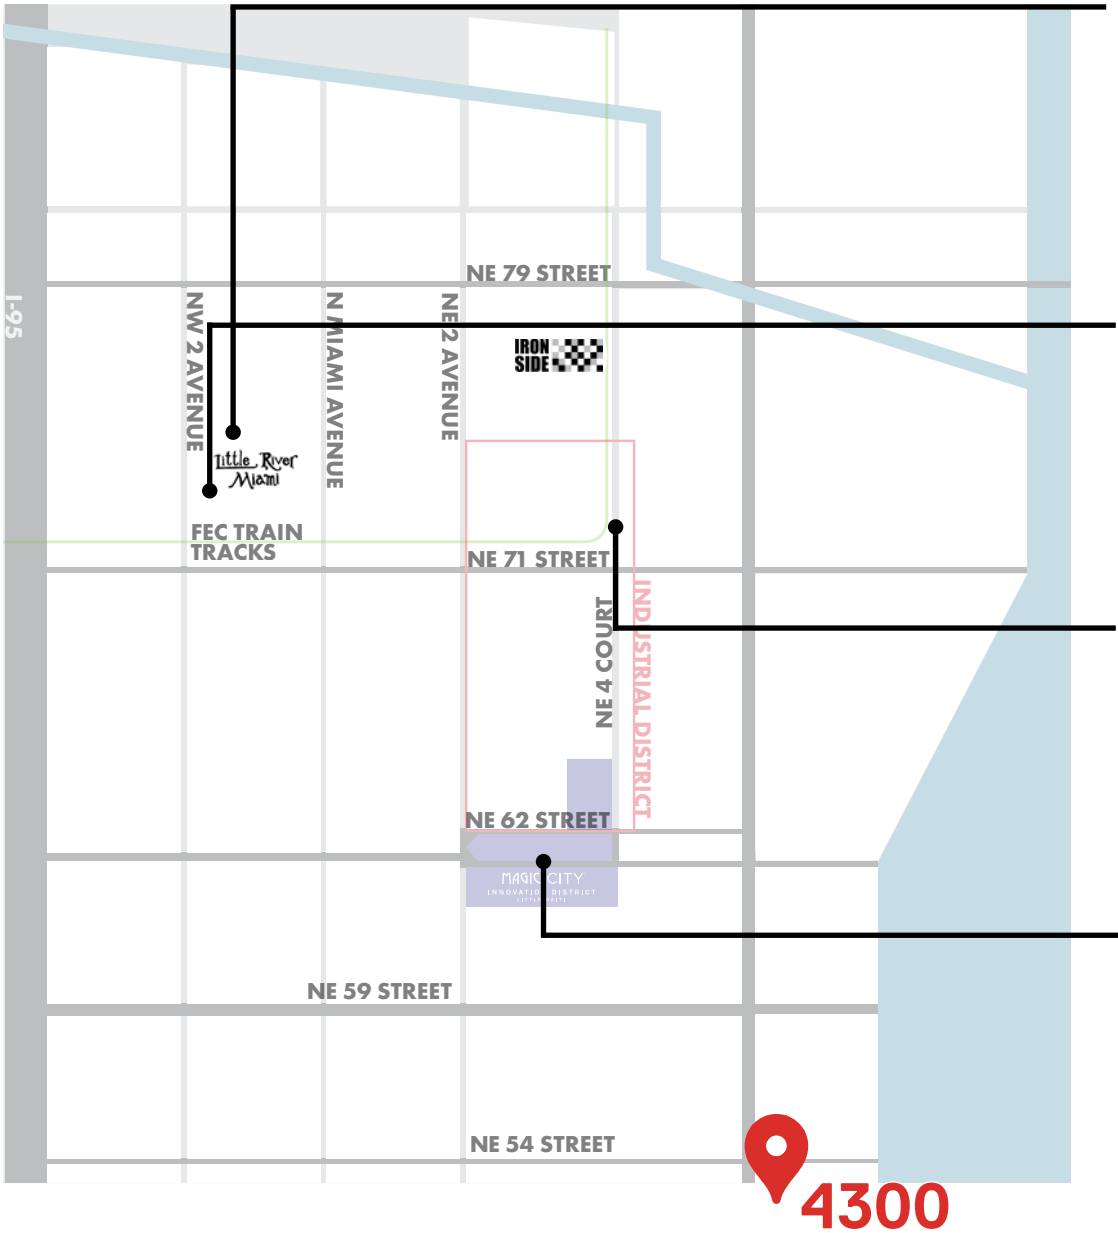 NE 79 STREET
I-95
NW 2 AVENUE
N MIAMI AVENUE
NE 2 AVENUE
IRON
SIDE
Little River
Miami
FEC TRAIN
TRACKS
NE 71 STREET
NE 4 COURT
INDUSTRIAL DISTRICT
NE 62 STREET
MAGIC CITY
INNOVATION DISTRICT
LITTLE HAITI
NE 59 STREET
NE 54 STREET
4300